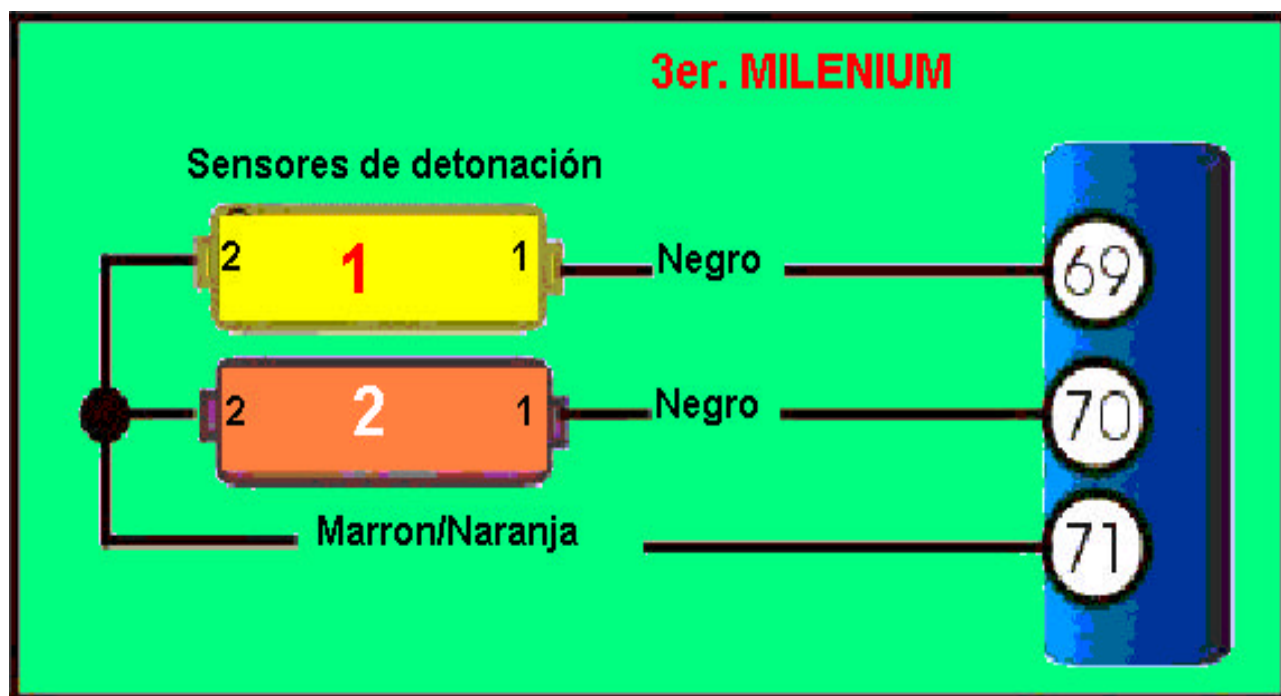 3er. MILENIUM
Sensores de detonación
2 1 1 Negro 69
2 2 1 Negro 70
Marron/Naranja 71